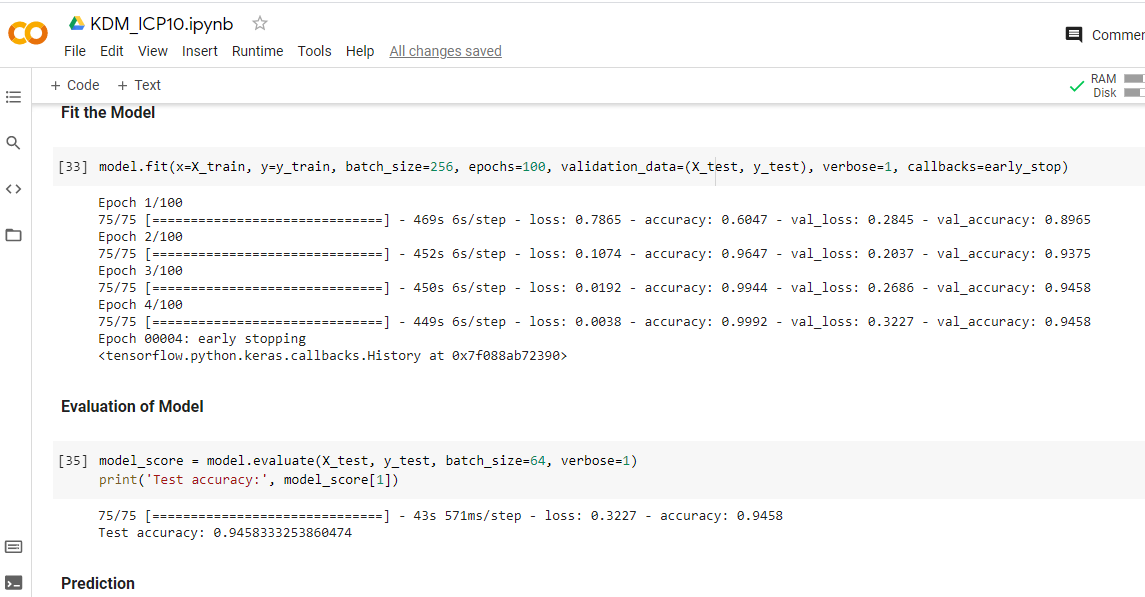 KDM_ICP10.ipynb
File Edit View Insert Runtime Tools Help All changes saved
Commen
+ Code + Text
RAM
Disk
Fit the Model
[33] model.fit(x=X_train, y=y_train, batch_size=256, epochs=100, validation_data=(X_test, y_test), verbose=1, callbacks=early_stop)
Epoch 1/100
75/75 [==============================] - 469s 6s/step - loss: 0.7865 - accuracy: 0.6047 - val_loss: 0.2845 - val_accuracy: 0.8965
Epoch 2/100
75/75 [==============================] - 452s 6s/step - loss: 0.1074 - accuracy: 0.9647 - val_loss: 0.2037 - val_accuracy: 0.9375
Epoch 3/100
75/75 [==============================] - 450s 6s/step - loss: 0.0192 - accuracy: 0.9944 - val_loss: 0.2686 - val_accuracy: 0.9458
Epoch 4/100
75/75 [==============================] - 449s 6s/step - loss: 0.0038 - accuracy: 0.9992 - val_loss: 0.3227 - val_accuracy: 0.9458
Epoch 00004: early stopping
<tensorflow.python.keras.callbacks.History at 0x7f088ab72390>
Evaluation of Model
[35] model_score = model.evaluate(X_test, y_test, batch_size=64, verbose=1)
print('Test accuracy:', model_score[1])
75/75 [==============================] - 43s 571ms/step - loss: 0.3227 - accuracy: 0.9458
Test accuracy: 0.9458333253860474
Prediction